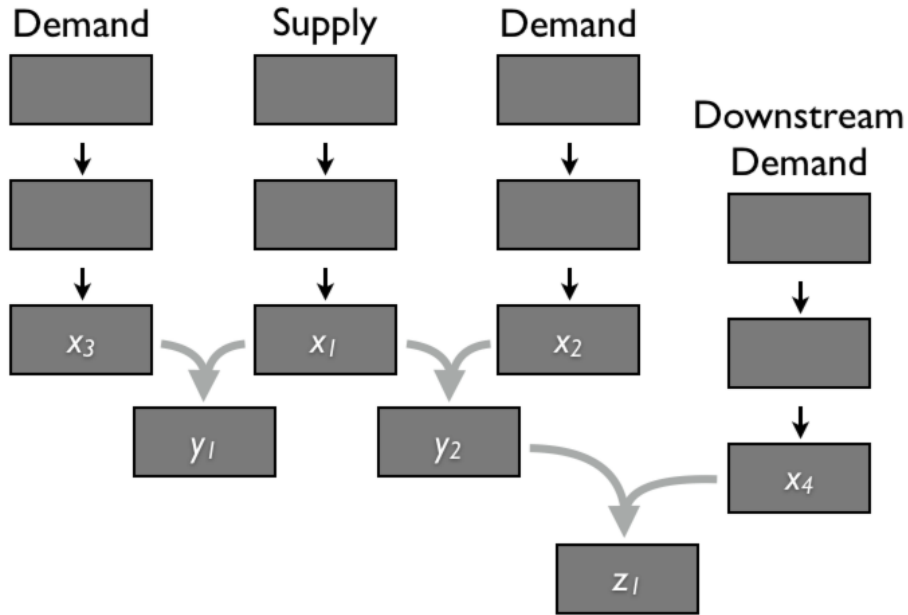 Demand
Supply
Demand
Downstream
Demand
x3
x1
x2
y1
y2
x4
z1